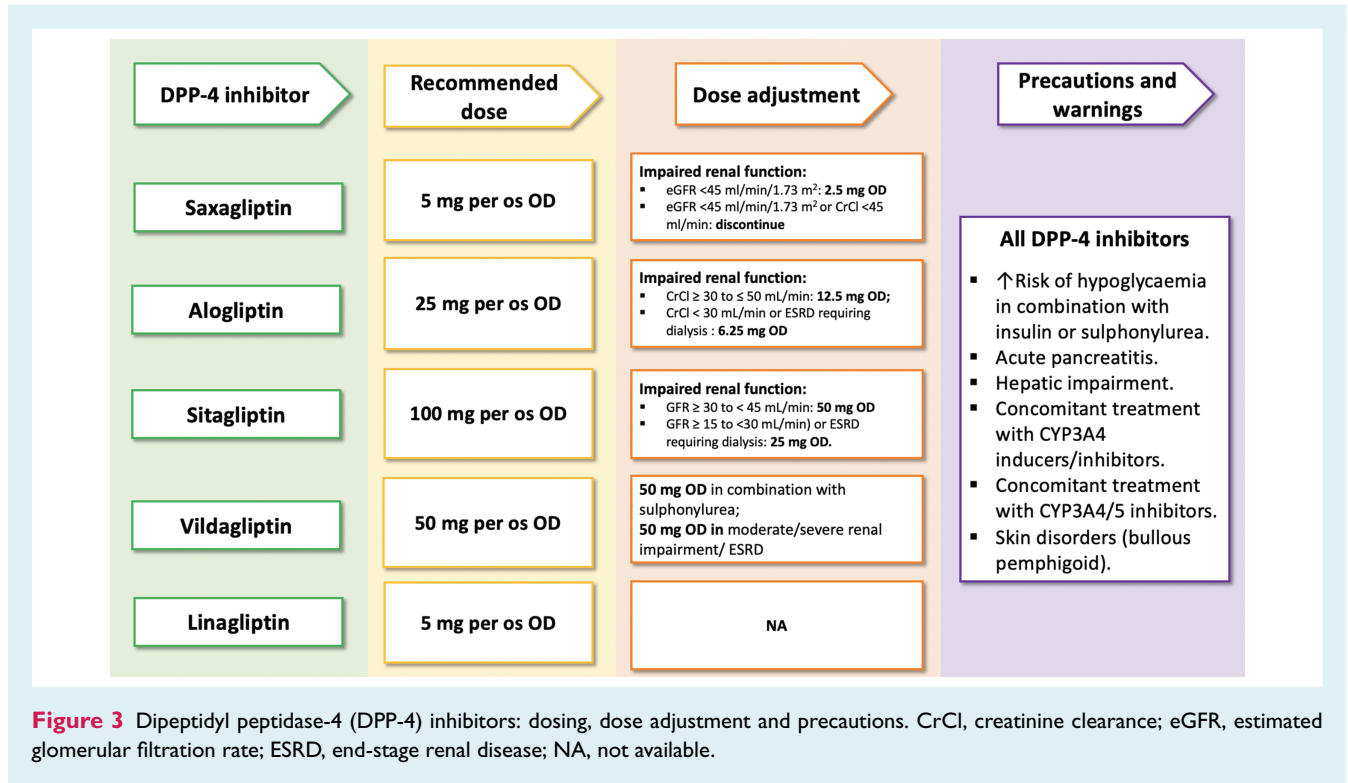 DPP-4 inhibitor
Recommended
dose
Dose adjustment
Precautions and
warnings
Saxagliptin
5 mg per os OD
Impaired renal function:
▪ eGFR <45 ml/min/1.73 m²: 2.5 mg OD
▪ eGFR <45 ml/min/1.73 m² or CrCl <45
ml/min: discontinue
Alogliptin
25 mg per os OD
Impaired renal function:
▪ CrCl ≥ 30 to ≤ 50 mL/min: 12.5 mg OD;
▪ CrCl < 30 mL/min or ESRD requiring
dialysis : 6.25 mg OD
Sitagliptin
100 mg per os OD
Impaired renal function:
▪ GFR ≥ 30 to < 45 mL/min: 50 mg OD
▪ GFR ≥ 15 to <30 mL/min) or ESRD
requiring dialysis: 25 mg OD.
Vildagliptin
50 mg per os OD
50 mg OD in combination with
sulphonylurea;
50 mg OD in moderate/severe renal
impairment/ ESRD
Linagliptin
5 mg per os OD
NA
All DPP-4 inhibitors
▪ ↑Risk of hypoglycaemia
in combination with
insulin or sulphonylurea.
▪ Acute pancreatitis.
▪ Hepatic impairment.
▪ Concomitant treatment
with CYP3A4
inducers/inhibitors.
▪ Concomitant treatment
with CYP3A4/5 inhibitors.
▪ Skin disorders (bullous
pemphigoid).
Figure 3 Dipeptidyl peptidase-4 (DPP-4) inhibitors: dosing, dose adjustment and precautions. CrCl, creatinine clearance; eGFR, estimated
glomerular filtration rate; ESRD, end-stage renal disease; NA, not available.